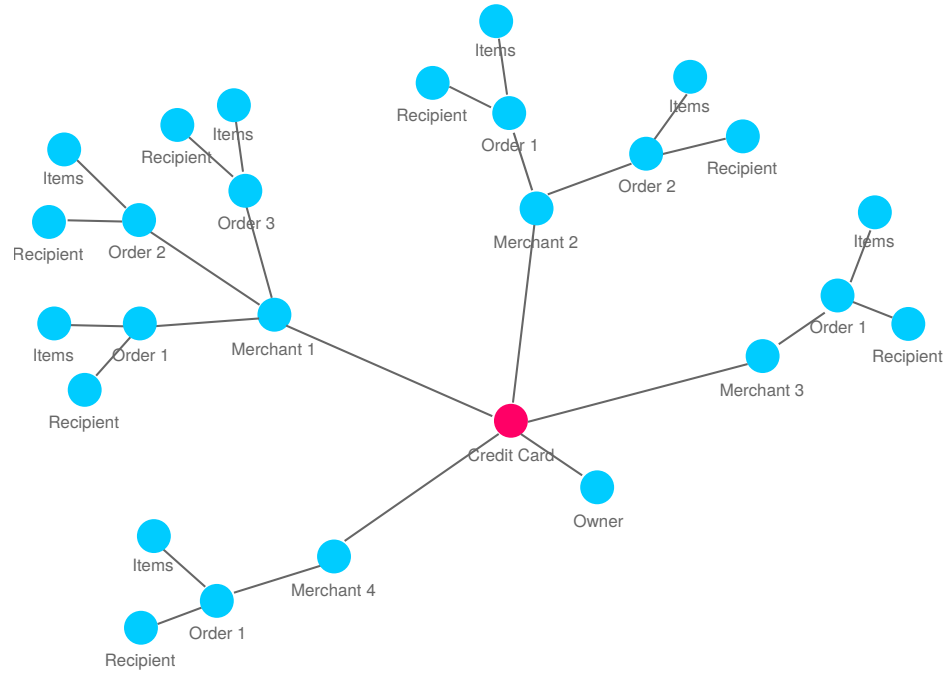 Items
Recipient
Order 1
Items
Recipient
Order 2
Merchant 2
Items
Recipient
Order 3
Items
Recipient
Order 2
Items
Order 1
Recipient
Merchant 1
Items
Order 1
Recipient
Merchant 3
Credit Card
Owner
Items
Merchant 4
Order 1
Recipient